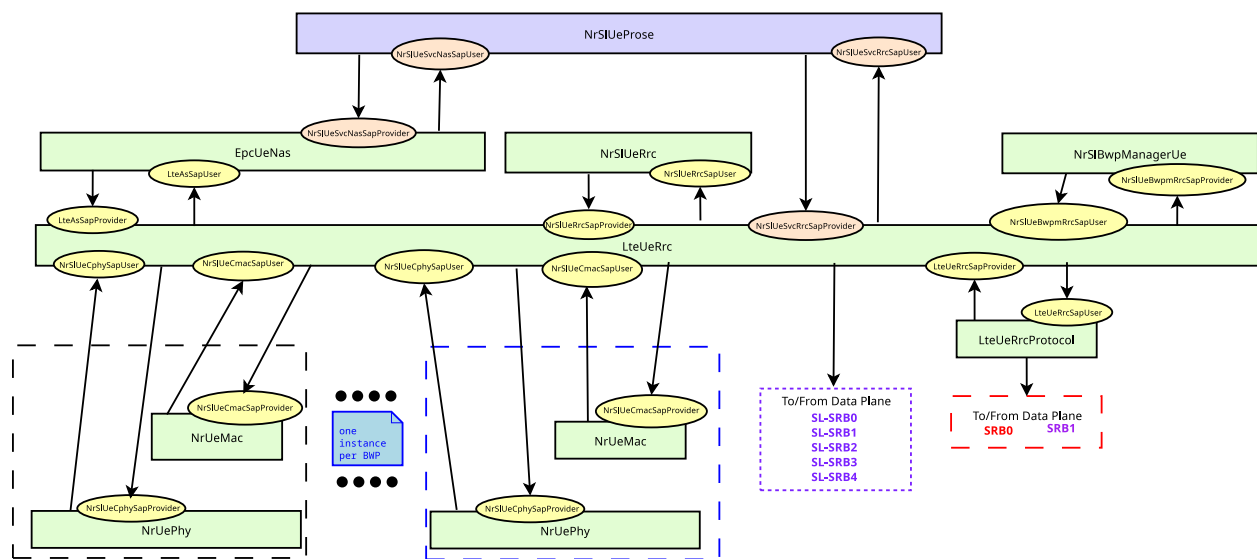 NrSlUeProse
NrSlUeSvcNasSapUser
NrSlUeSvcRrcSapUser
NrSlUeSvcNasSapProvider
EpcUeNas
NrSlUeRrc
NrSlBwpManagerUe
LteAsSapUser
NrSlUeRrcSapUser
NrSlUeBwpmRrcSapProvider
LteAsSapProvider
NrSlUeRrcSapProvider
NrSlUeSvcRrcSapProvider
NrSlUeBwpmRrcSapUser
LteUeRrc
NrSlUeCphySapUser
NrSlUeCmacSapUser
NrSlUeCphySapUser
NrSlUeCmacSapUser
LteUeRrcSapProvider
LteUeRrcSapUser
LteUeRrcProtocol
NrSlUeCmacSapProvider
NrUeMac
one
instance
per BWP
NrSlUeCmacSapProvider
NrUeMac
To/From Data Plane
SL-SRB0
SL-SRB1
SL-SRB2
SL-SRB3
SL-SRB4
To/From Data Plane
SRB0 SRB1
NrSlUeCphySapProvider
NrUePhy
NrSlUeCphySapProvider
NrUePhy